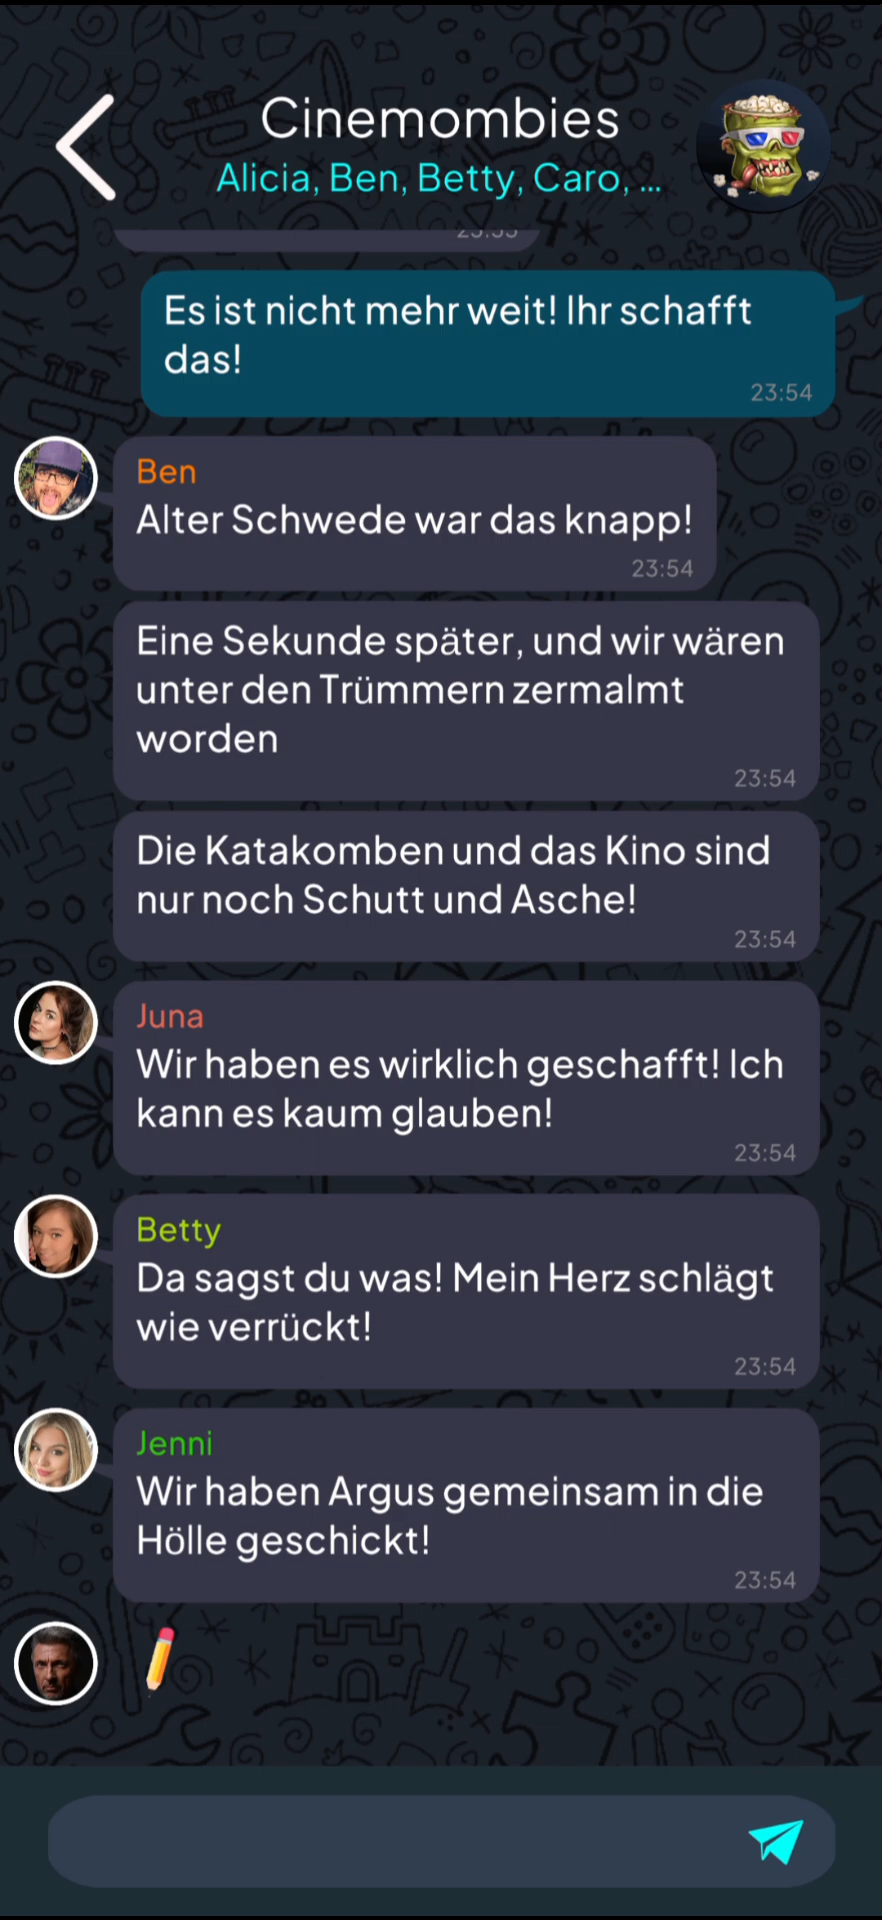 Cinemombies
Alicia, Ben, Betty, Caro, ...
Es ist nicht mehr weit! Ihr schafft
das!
23:54
Ben
Alter Schwede war das knapp!
23:54
Eine Sekunde später, und wir wären
unter den Trümmern zermalmt
worden
23:54
Die Katakomben und das Kino sind
nur noch Schutt und Asche!
23:54
Juna
Wir haben es wirklich geschafft! Ich
kann es kaum glauben!
23:54
Betty
Da sagst du was! Mein Herz schlägt
wie verrückt!
23:54
Jenni
Wir haben Argus gemeinsam in die
Hölle geschickt!
23:54